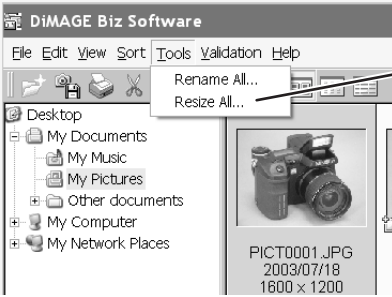 DiMAGE Biz Software
File Edit View Sort Tools Validation Help
Rename All...
Resize All...
Desktop
My Documents
My Music
My Pictures
Other documents
My Computer
My Network Places
PICT0001.JPG
2003/07/18
1600 × 1200